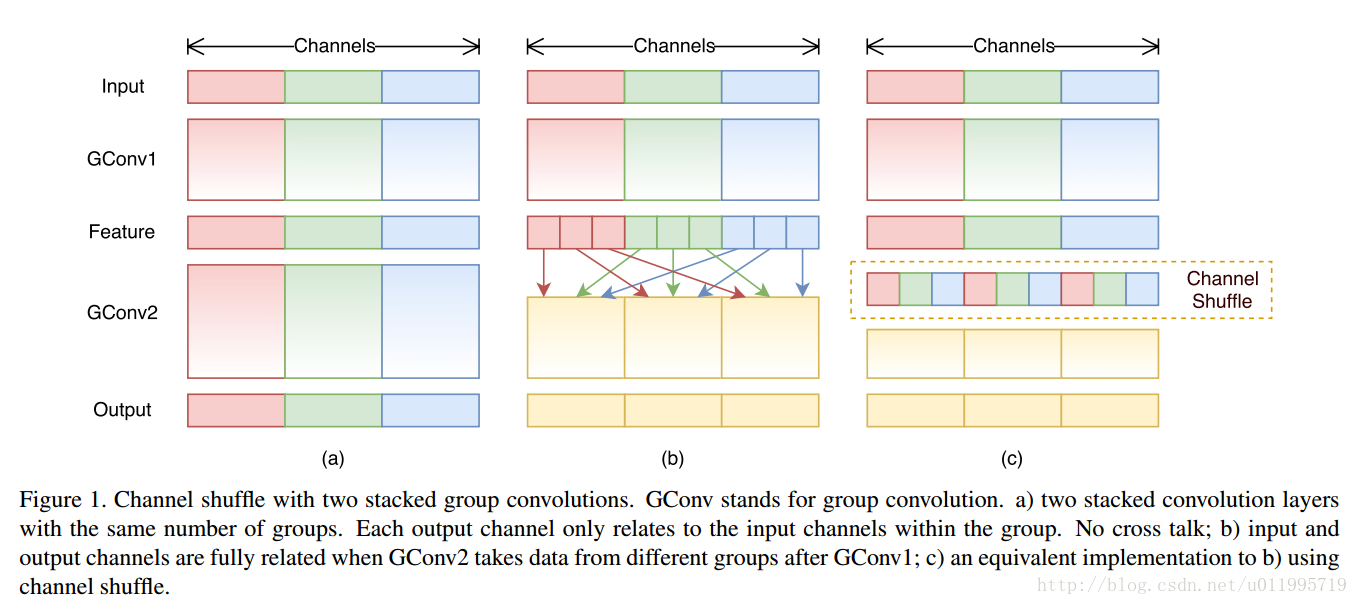 Channels Channels Channels
Input
GConv1
Feature
Channel
Shuffle
GConv2
Output
(a) (b) (c)
Figure 1. Channel shuffle with two stacked group convolutions. GConv stands for group convolution. a) two stacked convolution layers
with the same number of groups. Each output channel only relates to the input channels within the group. No cross talk; b) input and
output channels are fully related when GConv2 takes data from different groups after GConv1; c) an equivalent implementation to b) using
channel shuffle.
http://blog.csdn.net/u011995719